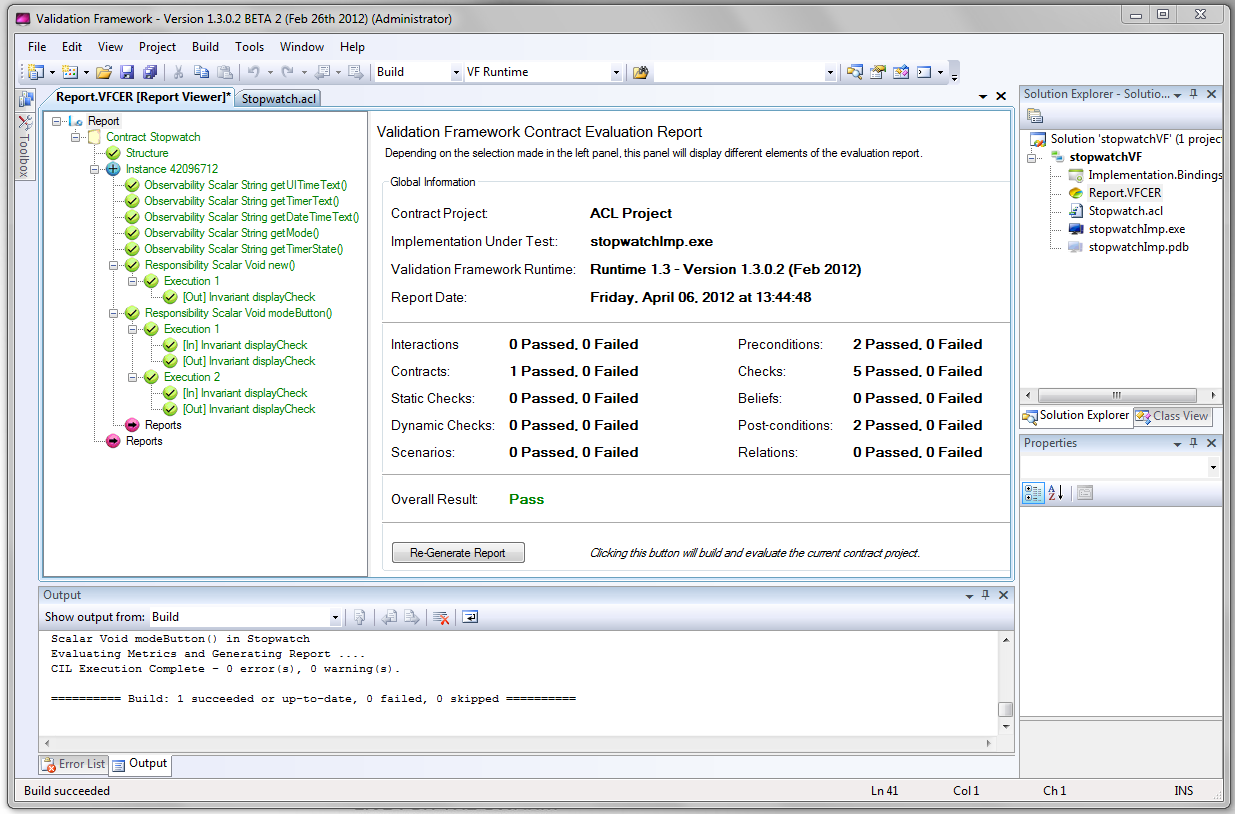 Validation Framework - Version 1.3.0.2 BETA 2 (Feb 26th 2012) (Administrator)
File Edit View Project Build Tools Window Help
Build VF Runtime
Report.VFCER [Report Viewer]* Stopwatch.acl
Toolbox
Report
Contract Stopwatch
Structure
Instance 42096712
Observability Scalar String getUITimeText()
Observability Scalar String getTimerText()
Observability Scalar String getDateTimeText()
Observability Scalar String getMode()
Observability Scalar String getTimerState()
Responsibility Scalar Void new()
Execution 1
[Out] Invariant displayCheck
Responsibility Scalar Void modeButton()
Execution 1
[In] Invariant displayCheck
[Out] Invariant displayCheck
Execution 2
[In] Invariant displayCheck
[Out] Invariant displayCheck
Reports
Reports
Validation Framework Contract Evaluation Report
Depending on the selection made in the left panel, this panel will display different elements of the evaluation report.
Global Information
Contract Project: ACL Project
Implementation Under Test: stopwatchImp.exe
Validation Framework Runtime: Runtime 1.3 - Version 1.3.0.2 (Feb 2012)
Report Date: Friday, April 06, 2012 at 13:44:48
Interactions 0 Passed, 0 Failed Preconditions: 2 Passed, 0 Failed
Contracts: 1 Passed, 0 Failed Checks: 5 Passed, 0 Failed
Static Checks: 0 Passed, 0 Failed Beliefs: 0 Passed, 0 Failed
Dynamic Checks: 0 Passed, 0 Failed Post-conditions: 2 Passed, 0 Failed
Scenarios: 0 Passed, 0 Failed Relations: 0 Passed, 0 Failed
Overall Result: Pass
Re-Generate Report Clicking this button will build and evaluate the current contract project.
Solution Explorer - Solutio...
Solution 'stopwatchVF' (1 projec
stopwatchVF
Implementation.Bindings
Report.VFCER
Stopwatch.acl
stopwatchImp.exe
stopwatchImp.pdb
Solution Explorer Class View
Properties
Output
Show output from: Build
Scalar Void modeButton() in Stopwatch
Evaluating Metrics and Generating Report ....
CIL Execution Complete - 0 error(s), 0 warning(s).
========== Build: 1 succeeded or up-to-date, 0 failed, 0 skipped ==========
Error List Output
Build succeeded Ln 41 Col 1 Ch 1 INS